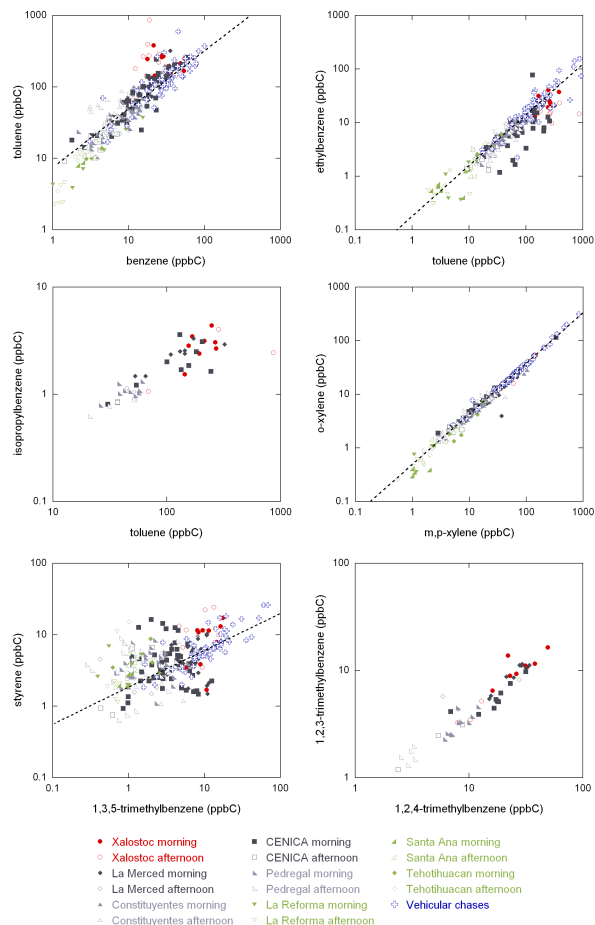 1000
100
10
1
toluene (ppbC)
1 10 100 1000
benzene (ppbC)
1000
100
10
1
0.1
ethylbenzene (ppbC)
0.1 1 10 100 1000
toluene (ppbC)
10
1
0.1
isopropylbenzene (ppbC)
10 100 1000
toluene (ppbC)
1000
100
10
1
0.1
o-xylene (ppbC)
0.1 1 10 100 1000
m,p-xylene (ppbC)
100
10
1
0.1
styrene (ppbC)
0.1 1 10 100
1,3,5-trimethylbenzene (ppbC)
100
10
1
1,2,3-trimethylbenzene (ppbC)
1 10 100
1,2,4-trimethylbenzene (ppbC)
Xalostoc morning
Xalostoc afternoon
La Merced morning
La Merced afternoon
Constituyentes morning
Constituyentes afternoon
CENICA morning
CENICA afternoon
Pedregal morning
Pedregal afternoon
La Reforma morning
La Reforma afternoon
Santa Ana morning
Santa Ana afternoon
Tehotihuacan morning
Tehotihuacan afternoon
Vehicular chases